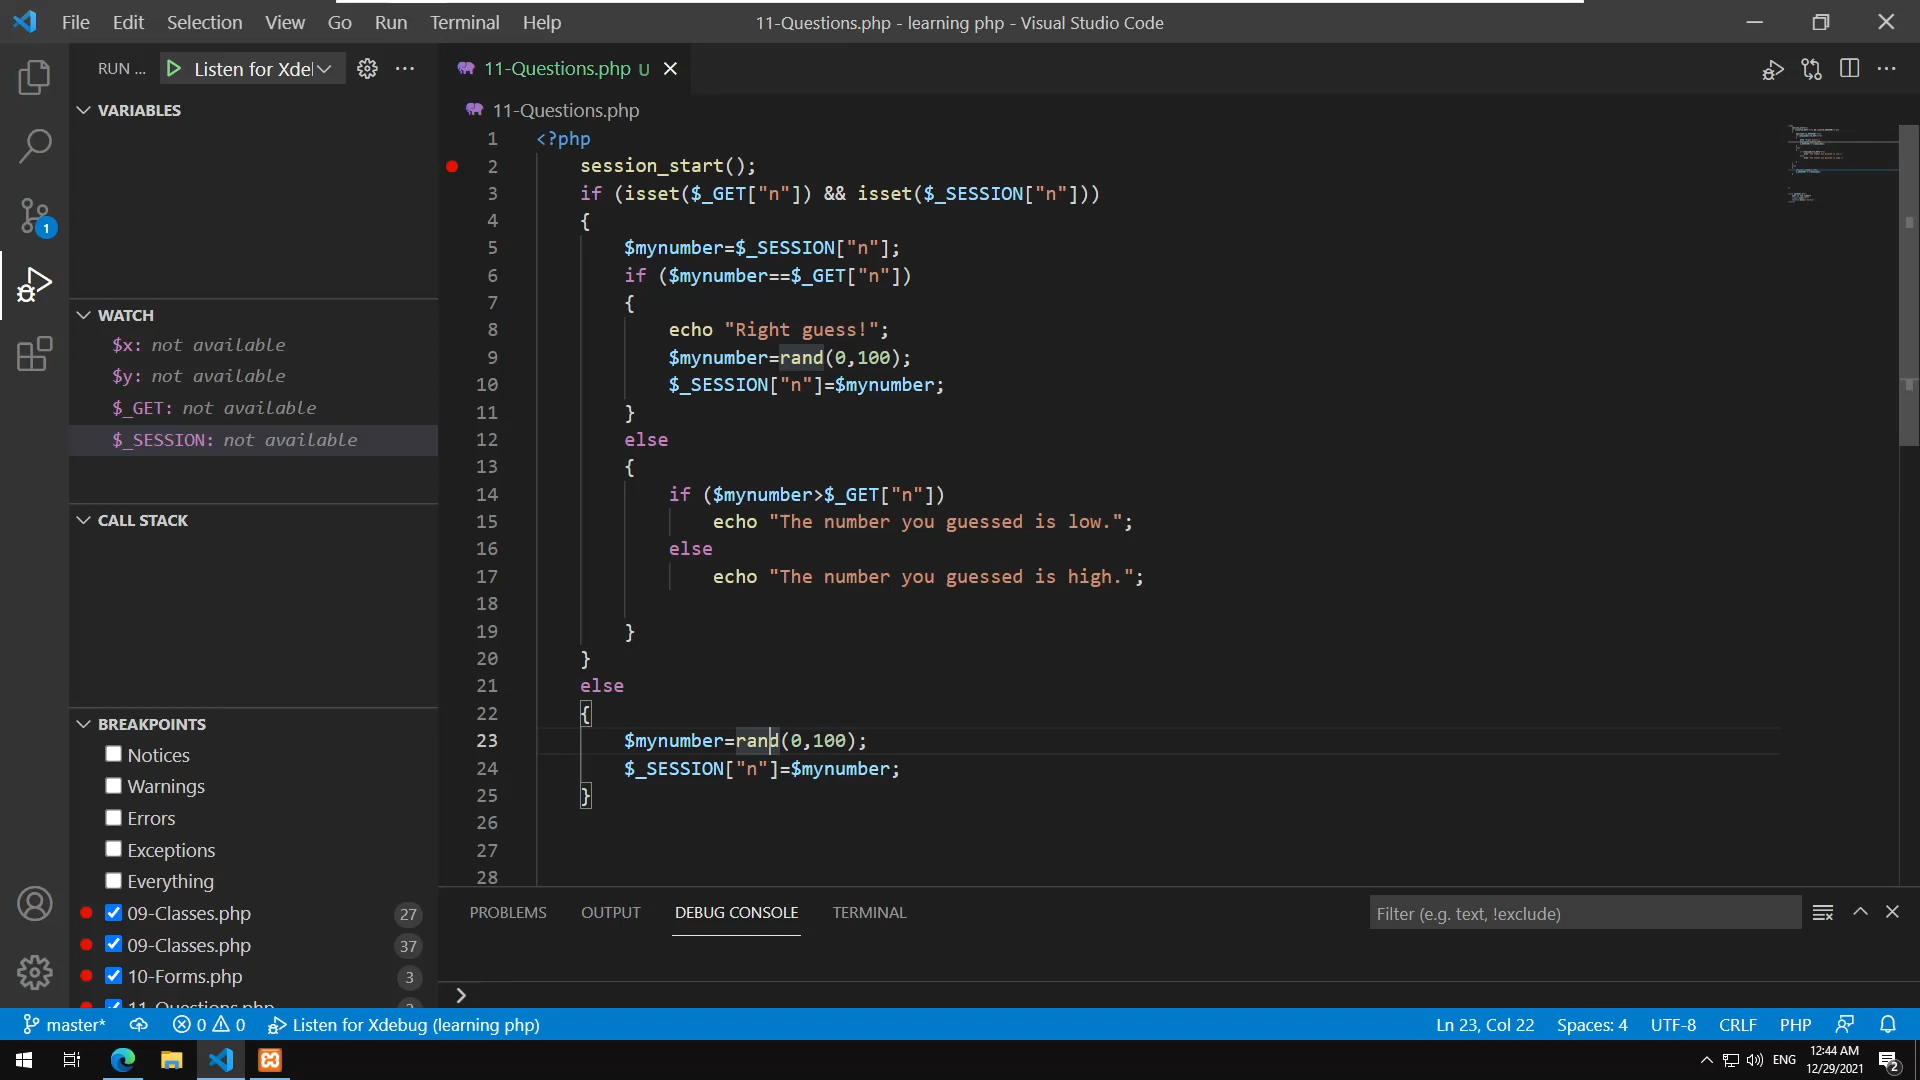 File Edit Selection View Go Run Terminal Help
11-Questions.php - learning php - Visual Studio Code
RUN ... Listen for Xde
11-Questions.php U
VARIABLES
11-Questions.php
1 <?php
2 session_start();
3 if (isset($_GET["n"]) && isset($_SESSION["n"]))
4 {
5 $mynumber=$_SESSION["n"];
6 if ($mynumber==$_GET["n"])
7 {
8 echo "Right guess!";
9 $mynumber=rand(0,100);
10 $_SESSION["n"]=$mynumber;
11 }
12 else
13 {
14 if ($mynumber>$_GET["n"])
15 echo "The number you guessed is low.";
16 else
17 echo "The number you guessed is high.";
18
19 }
20 }
21 else
22 {
23 $mynumber=rand(0,100);
24 $_SESSION["n"]=$mynumber;
25 }
26
27
28
1
WATCH
$x: not available
$y: not available
$_GET: not available
$_SESSION: not available
CALL STACK
BREAKPOINTS
Notices
Warnings
Errors
Exceptions
Everything
09-Classes.php 27
09-Classes.php 37
10-Forms.php 3
11-Questions.php 2
PROBLEMS OUTPUT DEBUG CONSOLE TERMINAL
Filter (e.g. text, !exclude)
master* 0 0 Listen for Xdebug (learning php)
Ln 23, Col 22 Spaces: 4 UTF-8 CRLF PHP
ENG
12:44 AM
12/29/2021
2